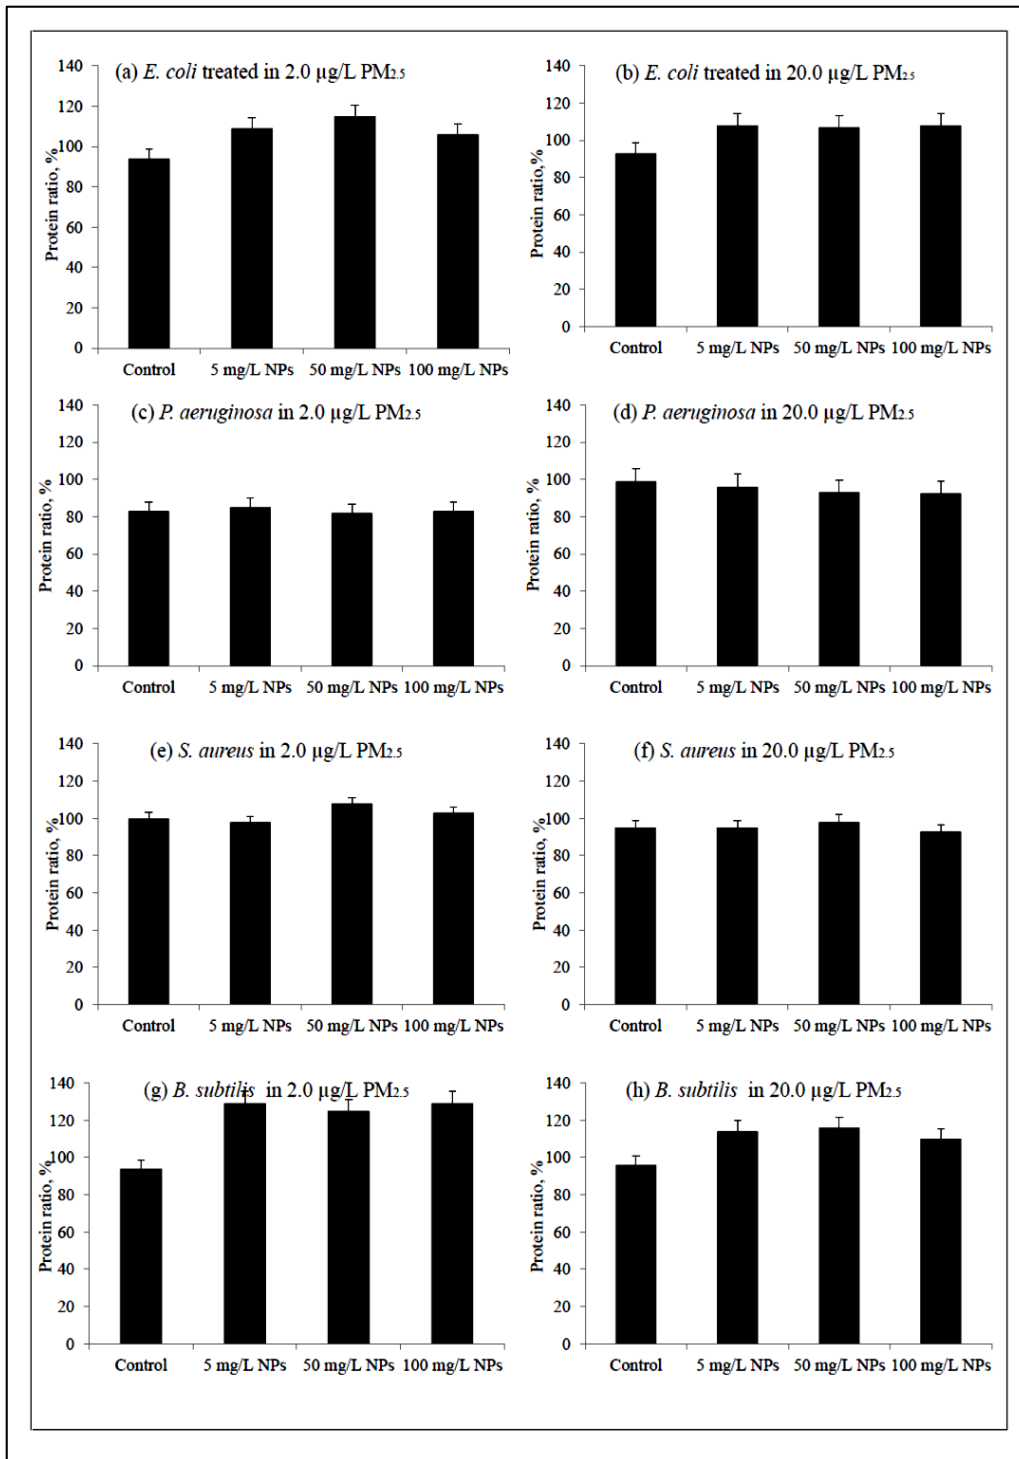 (a) E. coli treated in 2.0 µg/L PM2.5
Protein ratio, %
140
120
100
80
60
40
20
0
Control 5 mg/L NPs 50 mg/L NPs 100 mg/L NPs
(b) E. coli treated in 20.0 µg/L PM2.5
Protein ratio, %
140
120
100
80
60
40
20
0
Control 5 mg/L NPs 50 mg/L NPs 100 mg/L NPs
(c) P. aeruginosa in 2.0 µg/L PM2.5
Protein ratio, %
140
120
100
80
60
40
20
0
Control 5 mg/L NPs 50 mg/L NPs 100 mg/L NPs
(d) P. aeruginosa in 20.0 µg/L PM2.5
Protein ratio, %
140
120
100
80
60
40
20
0
Control 5 mg/L NPs 50 mg/L NPs 100 mg/L NPs
(e) S. aureus in 2.0 µg/L PM2.5
Protein ratio, %
140
120
100
80
60
40
20
0
Control 5 mg/L NPs 50 mg/L NPs 100 mg/L NPs
(f) S. aureus in 20.0 µg/L PM2.5
Protein ratio, %
140
120
100
80
60
40
20
0
Control 5 mg/L NPs 50 mg/L NPs 100 mg/L NPs
(g) B. subtilis in 2.0 µg/L PM2.5
Protein ratio, %
140
120
100
80
60
40
20
0
Control 5 mg/L NPs 50 mg/L NPs 100 mg/L NPs
(h) B. subtilis in 20.0 µg/L PM2.5
Protein ratio, %
140
120
100
80
60
40
20
0
Control 5 mg/L NPs 50 mg/L NPs 100 mg/L NPs